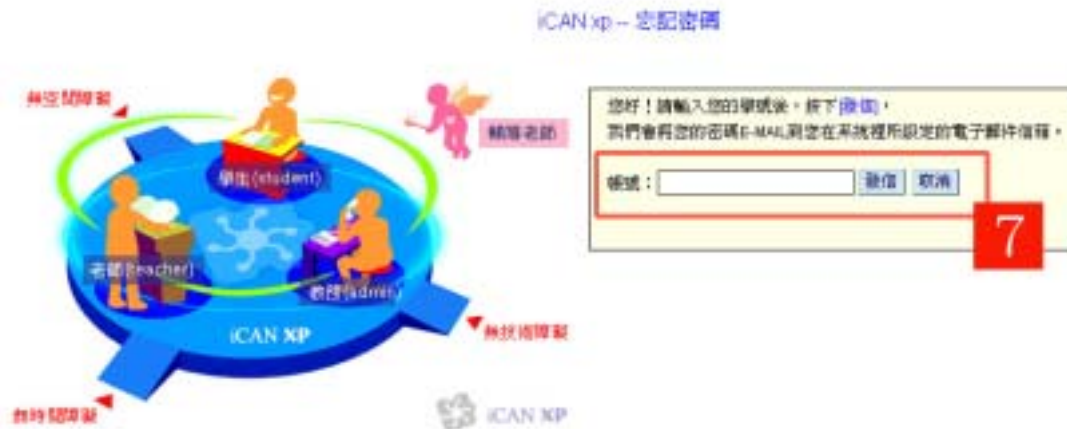 iCAN xp -- 忘記密碼
無空間障礙
輔導老師
學生(student)
老師(teacher)
教務(admin)
iCAN XP
無技術障礙
無時間障礙
iCAN XP
您好！請輸入您的學號後，按下[發信]，
我們會將您的密碼E-MAIL到您在系統裡所設定的電子郵件信箱。
帳號：
發信 取消
7